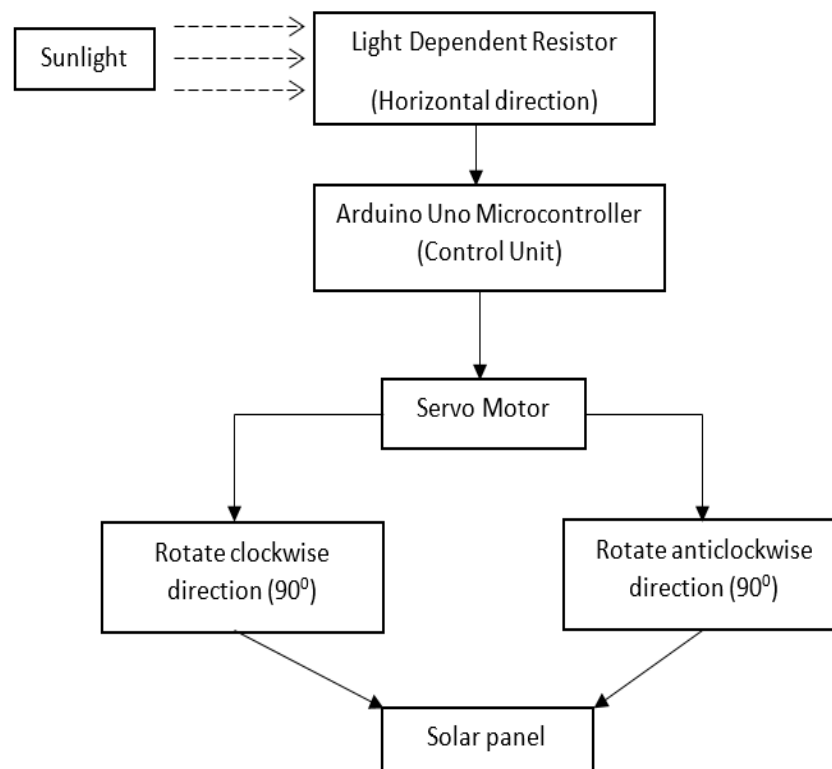 Sunlight
Light Dependent Resistor
(Horizontal direction)
Arduino Uno Microcontroller
(Control Unit)
Servo Motor
Rotate clockwise
direction (90⁰)
Rotate anticlockwise
direction (90⁰)
Solar panel